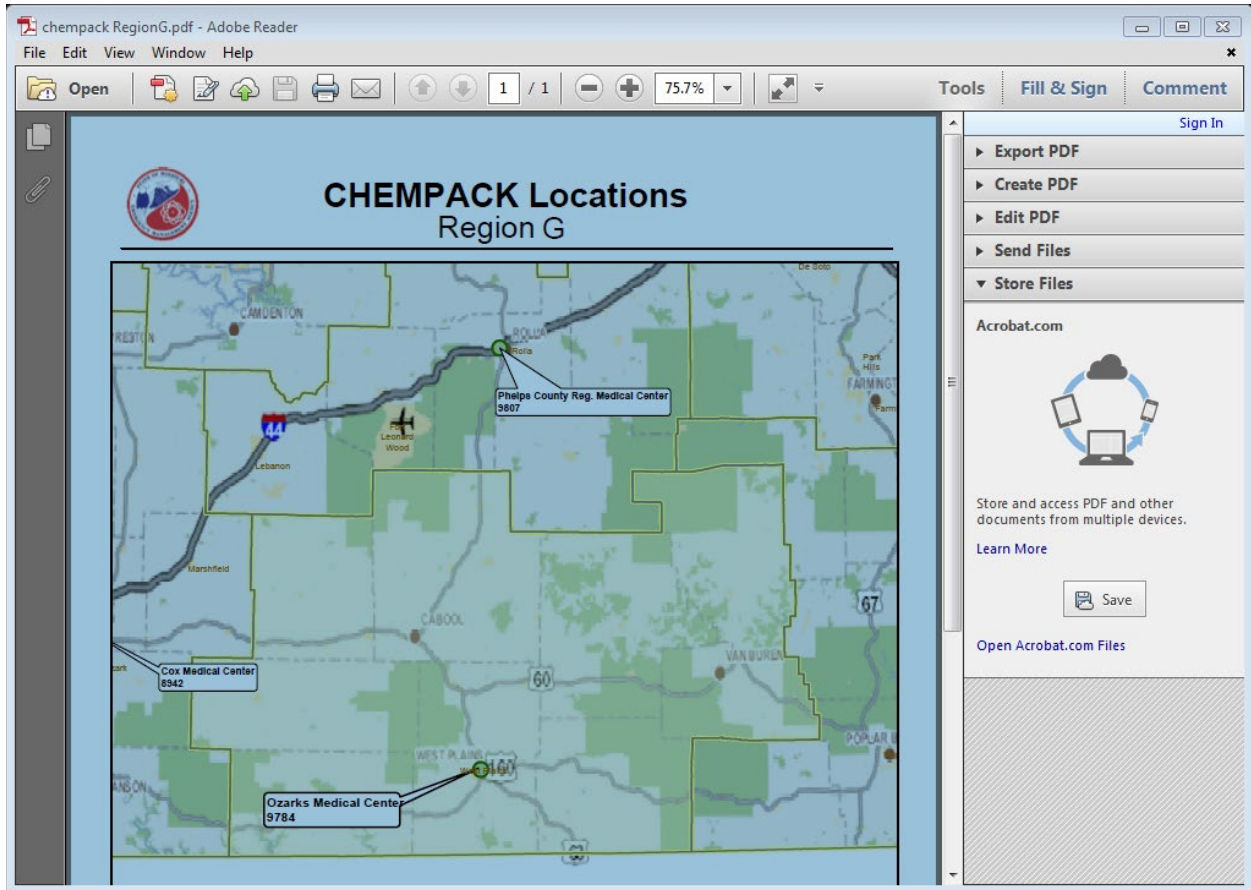 chempack RegionG.pdf - Adobe Reader
File Edit View Window Help
Open 1 / 1 75.7% Tools Fill & Sign Comment
Sign In
Export PDF
Create PDF
Edit PDF
Send Files
Store Files
Acrobat.com
Store and access PDF and other
documents from multiple devices.
Learn More
Save
Open Acrobat.com Files
CHEMPACK Locations
Region G
De Soto
CAMDENTON
ROLLA
Rolla
Park
Hills
Phelps County Reg. Medical Center
9807
44
Leonard
Wood
Lebanon
Marshfield
67
CABOOL
VAN BUREN
Cox Medical Center
8942
60
WEST PLAINS
Ozarks Medical Center
9784